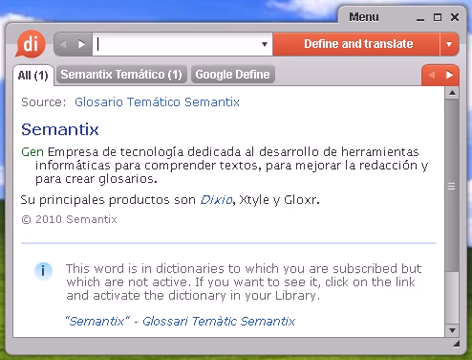 Menu
di
Define and translate
All (1)
Semantix Temático (1)
Google Define
Source: Glosario Temático Semantix
Semantix
Gen Empresa de tecnología dedicada al desarrollo de herramientas
informáticas para comprender textos, para mejorar la redacción y
para crear glosarios.
Su principales productos son Dixio, Xtyle y Gloxr.
© 2010 Semantix
i
This word is in dictionaries to which you are subscribed but
which are not active. If you want to see it, click on the link
and activate the dictionary in your Library.
"Semantix" - Glossari Temàtic Semantix